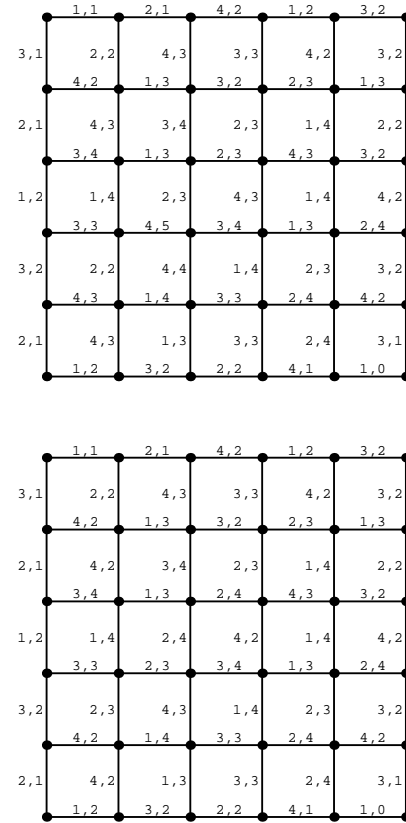 1,1 2,1 4,2 1,2 3,2
3,1 2,2 4,3 3,3 4,2 3,2
4,2 1,3 3,2 2,3 1,3
2,1 4,3 3,4 2,3 1,4 2,2
3,4 1,3 2,3 4,3 3,2
1,2 1,4 2,3 4,3 1,4 4,2
3,3 4,5 3,4 1,3 2,4
3,2 2,2 4,4 1,4 2,3 3,2
4,3 1,4 3,3 2,4 4,2
2,1 4,3 1,3 3,3 2,4 3,1
1,2 3,2 2,2 4,1 1,0
1,1 2,1 4,2 1,2 3,2
3,1 2,2 4,3 3,3 4,2 3,2
4,2 1,3 3,2 2,3 1,3
2,1 4,2 3,4 2,3 1,4 2,2
3,4 1,3 2,4 4,3 3,2
1,2 1,4 2,4 4,2 1,4 4,2
3,3 2,3 3,4 1,3 2,4
3,2 2,3 4,3 1,4 2,3 3,2
4,2 1,4 3,3 2,4 4,2
2,1 4,2 1,3 3,3 2,4 3,1
1,2 3,2 2,2 4,1 1,0